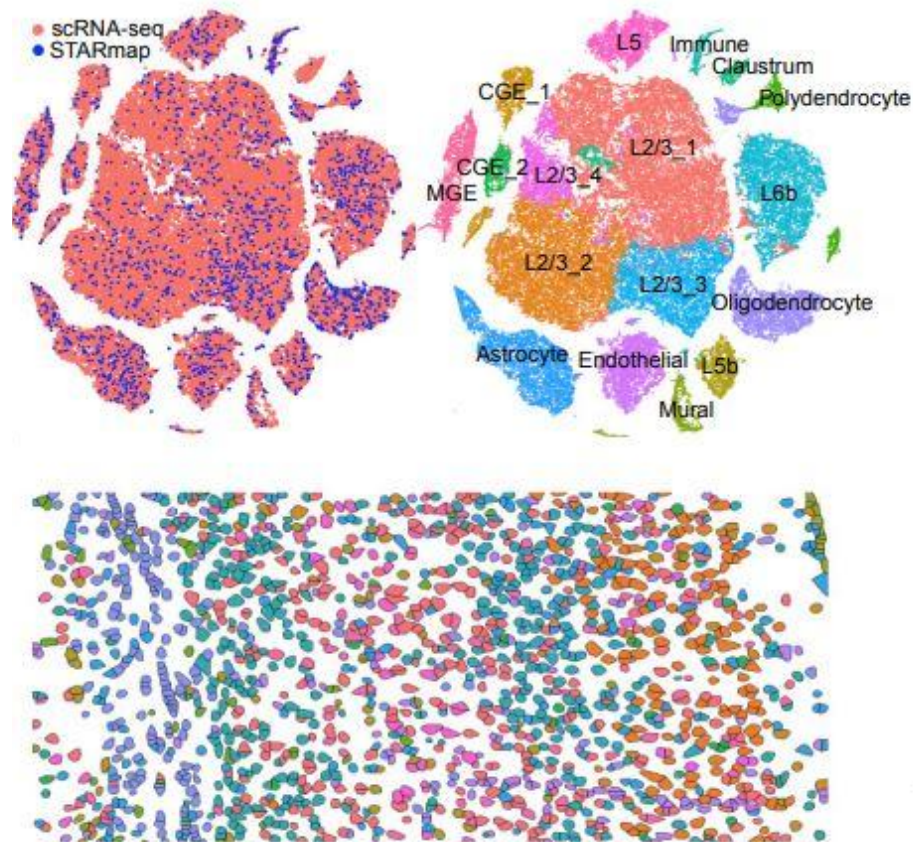 scRNA-seq
STARmap
L5
Immune
Claustrum
Polydendrocyte
CGE_1
L2/3_1
CGE_2
L2/3_4
MGE
L6b
L2/3_2
L2/3_3
Oligodendrocyte
Astrocyte
Endothelial
L5b
Mural